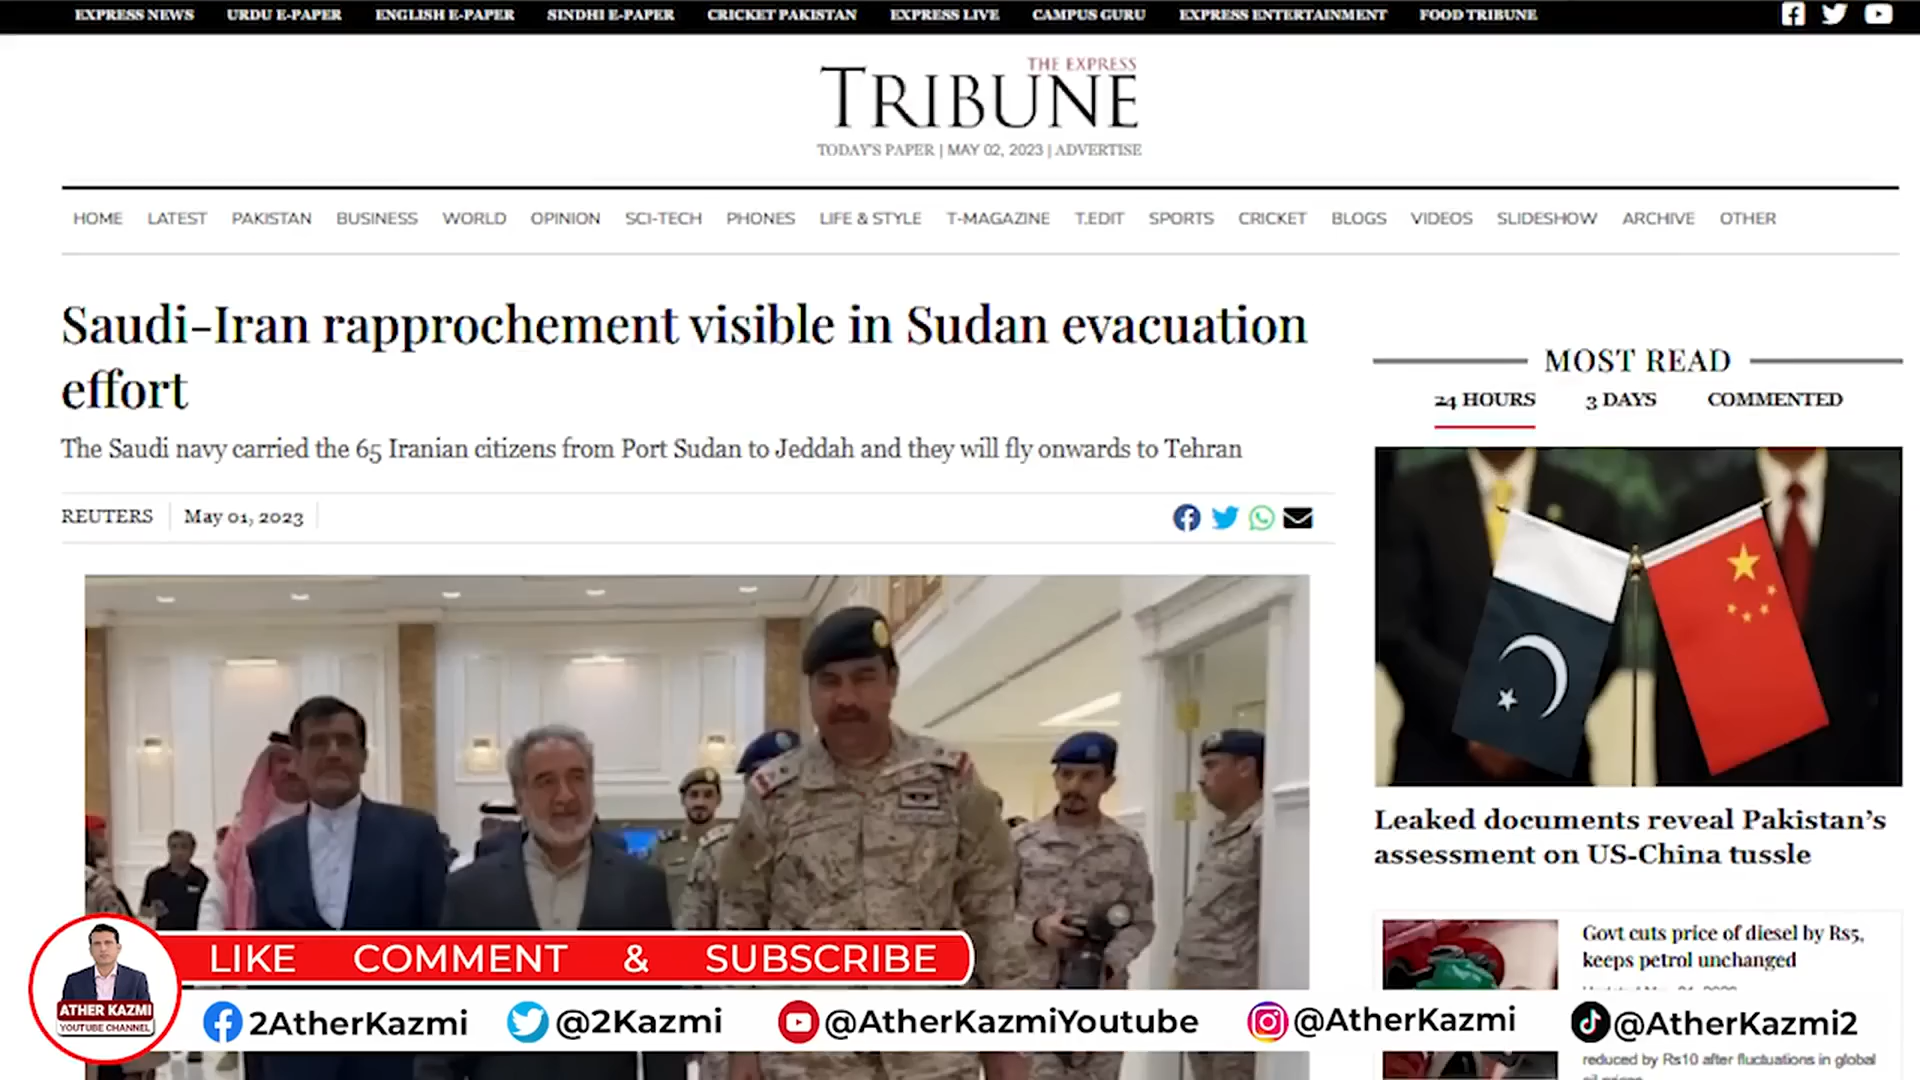 EXPRESS NEWS URDU E-PAPER ENGLISH E-PAPER SINDHI E-PAPER CRICKET PAKISTAN EXPRESS LIVE CAMPUS GURU EXPRESS ENTERTAINMENT FOOD TRIBUNE
THE EXPRESS
TRIBUNE
TODAY'S PAPER | MAY 02, 2023 | ADVERTISE
HOME LATEST PAKISTAN BUSINESS WORLD OPINION SCI-TECH PHONES LIFE & STYLE T-MAGAZINE T.EDIT SPORTS CRICKET BLOGS VIDEOS SLIDESHOW ARCHIVE OTHER
Saudi-Iran rapprochement visible in Sudan evacuation
effort
The Saudi navy carried the 65 Iranian citizens from Port Sudan to Jeddah and they will fly onwards to Tehran
REUTERS May 01, 2023
MOST READ
24 HOURS 3 DAYS COMMENTED
Leaked documents reveal Pakistan's
assessment on US-China tussle
Govt cuts price of diesel by Rs5,
keeps petrol unchanged
reduced by Rs10 after fluctuations in global
LIKE COMMENT & SUBSCRIBE
ATHER KAZMI
YOUTUBE CHANNEL
2AtherKazmi @2Kazmi @AtherKazmiYoutube @AtherKazmi @AtherKazmi2